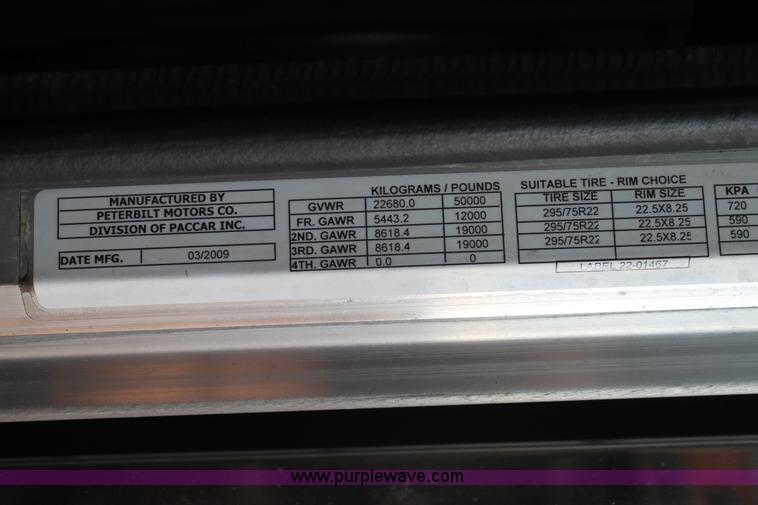 MANUFACTURED BY
PETERBILT MOTORS CO.
DIVISION OF PACCAR INC.
DATE MFG. 03/2009
KILOGRAMS / POUNDS
GVWR 22680.0 50000
FR. GAWR 5443.2 12000
2ND. GAWR 8618.4 19000
3RD. GAWR 8618.4 19000
4TH. GAWR 0.0 0
SUITABLE TIRE - RIM CHOICE
TIRE SIZE RIM SIZE
295/75R22 22.5X8.25
295/75R22 22.5X8.25
295/75R22 22.5X8.25
LABEL 22-01467
KPA
720
590
590
www.purplewave.com